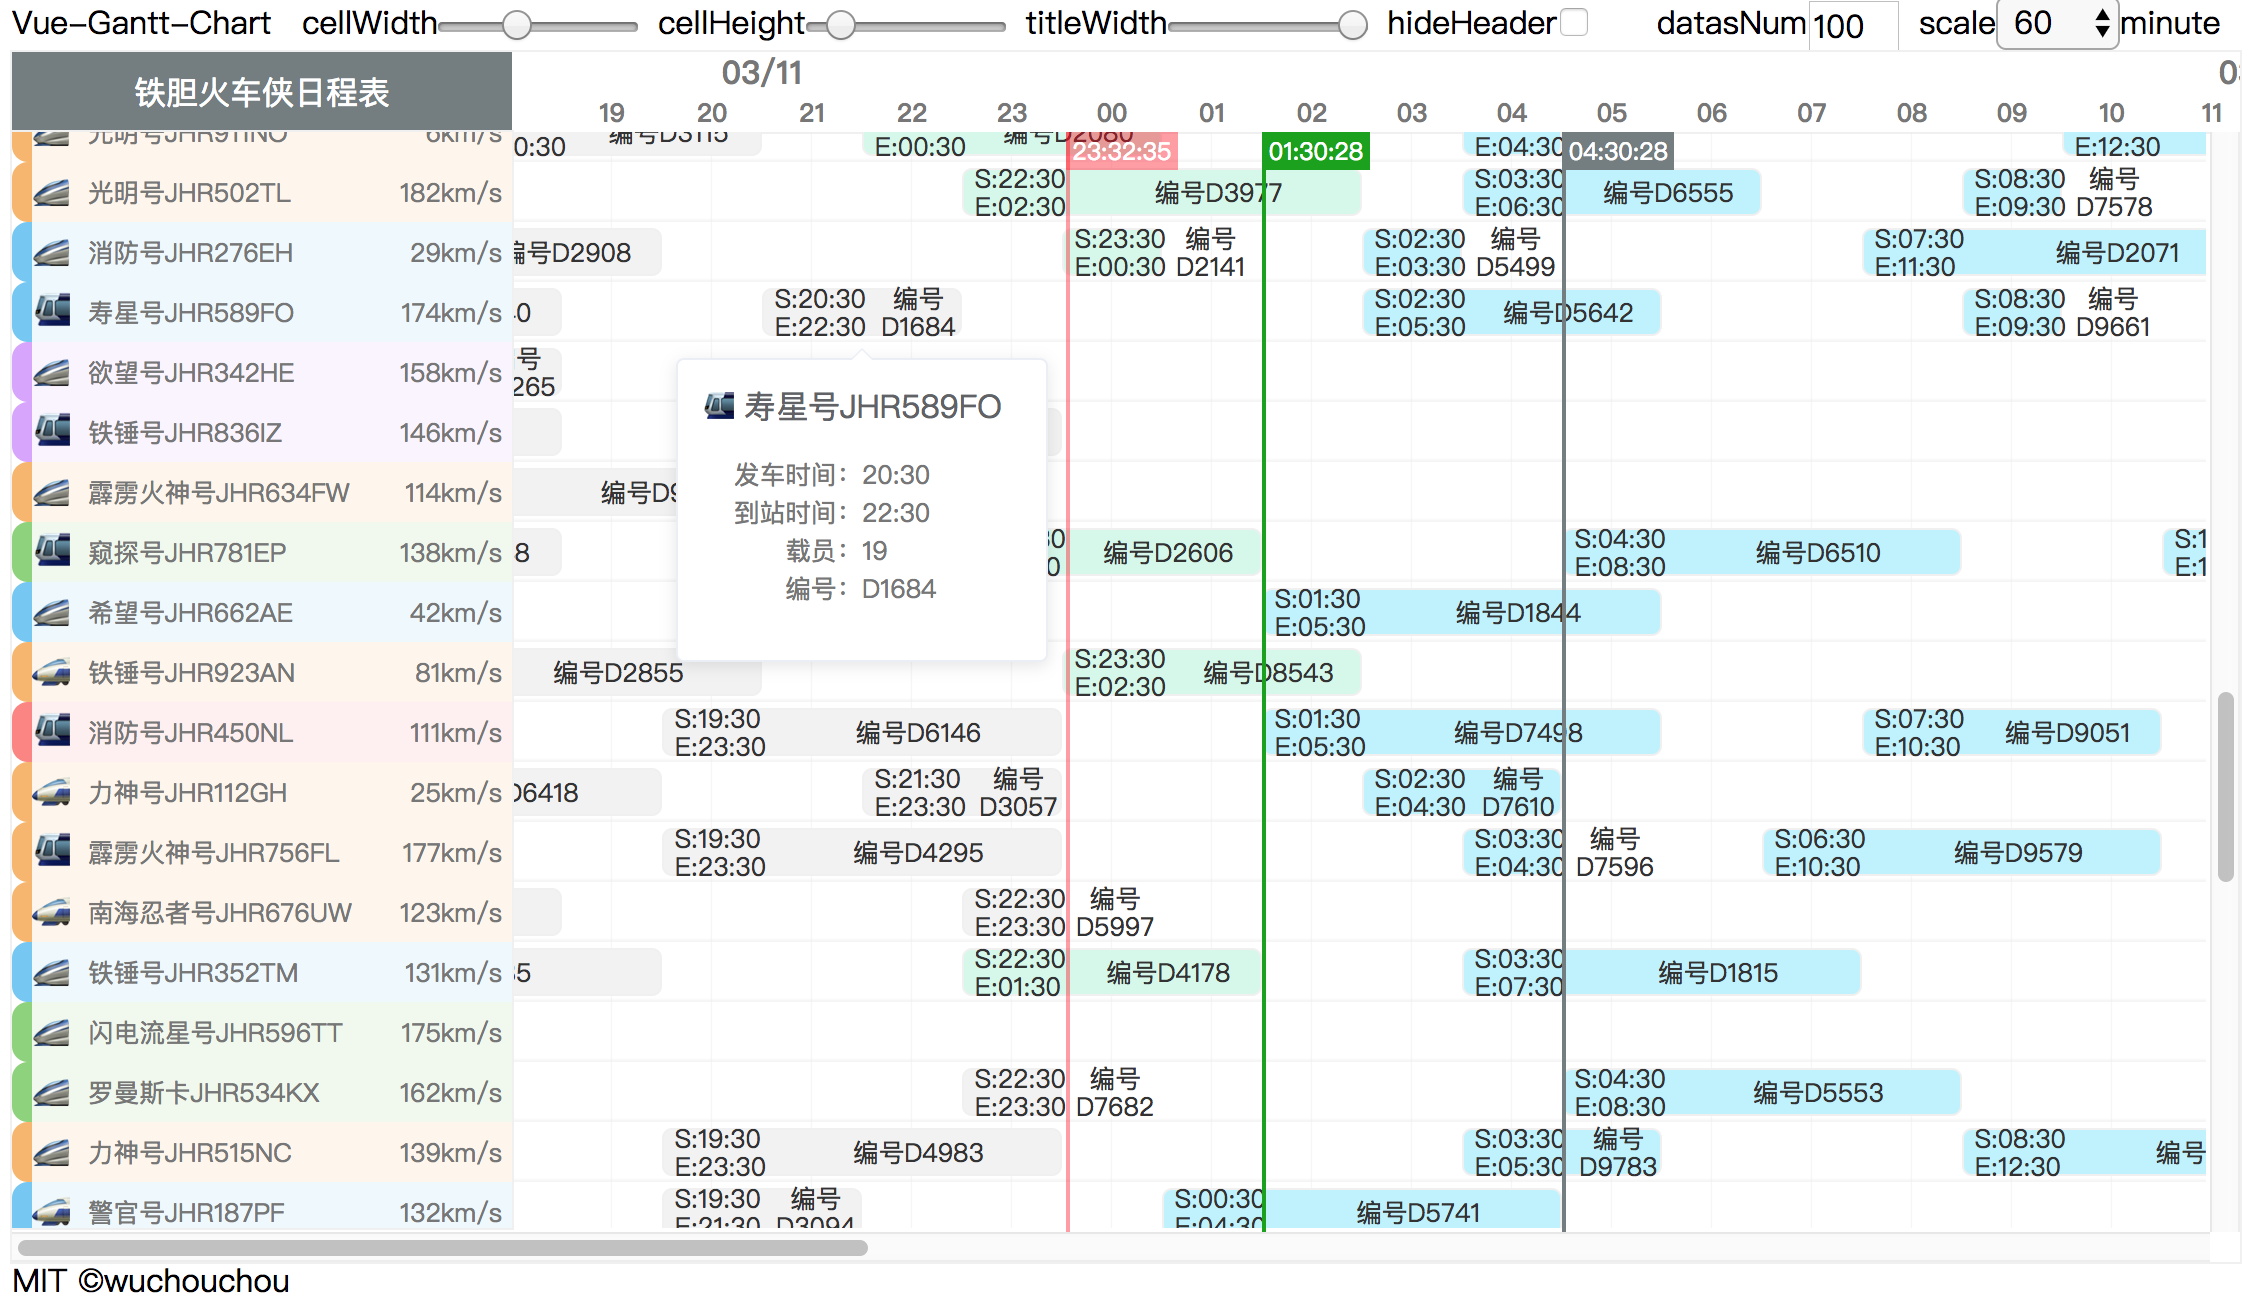 Vue-Gantt-Chart cellWidth cellHeight titleWidth hideHeader datasNum 100 scale 60 minute
铁胆火车侠日程表
03/11
19 20 21 22 23 00 01 02 03 04 05 06 07 08 09 10 11
23:32:35 01:30:28 04:30:28
光明号JHR911NO 6km/s 0:30 编号D3115 E:00:30 编号D2080 E:04:30 E:12:30
光明号JHR502TL 182km/s S:22:30 E:02:30 编号D3977 S:03:30 E:06:30 编号D6555 S:08:30 E:09:30 编号 D7578
消防号JHR276EH 29km/s 编号D2908 S:23:30 E:00:30 编号 D2141 S:02:30 E:03:30 编号 D5499 S:07:30 E:11:30 编号D2071
寿星号JHR589FO 174km/s 0 S:20:30 E:22:30 编号 D1684 S:02:30 E:05:30 编号D5642 S:08:30 E:09:30 编号 D9661
欲望号JHR342HE 158km/s 号 265
铁锤号JHR836IZ 146km/s
霹雳火神号JHR634FW 114km/s 编号D9
窥探号JHR781EP 138km/s 8 0 0 编号D2606 S:04:30 E:08:30 编号D6510 S:1 E:1
希望号JHR662AE 42km/s S:01:30 E:05:30 编号D1844
铁锤号JHR923AN 81km/s 编号D2855 S:23:30 E:02:30 编号D8543
消防号JHR450NL 111km/s S:19:30 E:23:30 编号D6146 S:01:30 E:05:30 编号D7498 S:07:30 E:10:30 编号D9051
力神号JHR112GH 25km/s D6418 S:21:30 E:23:30 编号 D3057 S:02:30 E:04:30 编号 D7610
霹雳火神号JHR756FL 177km/s S:19:30 E:23:30 编号D4295 S:03:30 E:04:30 编号 D7596 S:06:30 E:10:30 编号D9579
南海忍者号JHR676UW 123km/s S:22:30 E:23:30 编号 D5997
铁锤号JHR352TM 131km/s 5 S:22:30 E:01:30 编号D4178 S:03:30 E:07:30 编号D1815
闪电流星号JHR596TT 175km/s
罗曼斯卡JHR534KX 162km/s S:22:30 E:23:30 编号 D7682 S:04:30 E:08:30 编号D5553
力神号JHR515NC 139km/s S:19:30 E:23:30 编号D4983 S:03:30 E:05:30 编号 D9783 S:08:30 E:12:30 编号
警官号JHR187PF 132km/s S:19:30 E:21:30 编号 D3094 S:00:30 E:04:30 编号D5741
寿星号JHR589FO
发车时间：20:30
到站时间：22:30
载员：19
编号：D1684
MIT ©wuchouchou